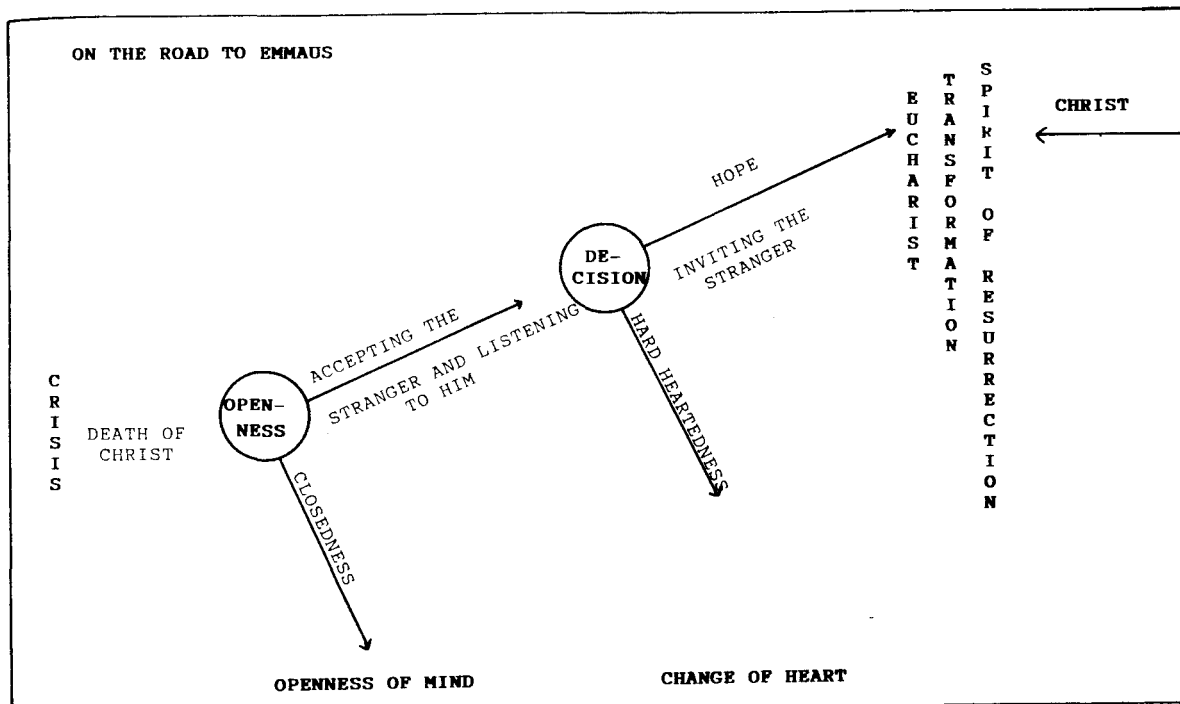 ON THE ROAD TO EMMAUS
CRISIS
DEATH OF
CHRIST
OPEN-
NESS
CLOSEDNESS
ACCEPTING THE
STRANGER AND LISTENING
TO HIM
DE-
CISION
HARD HEARTEDNESS
HOPE
INVITING THE
STRANGER
EUCHARIST
TRANSFORMATION
SPIRIT OF RESURRECTION
CHRIST
OPENNESS OF MIND
CHANGE OF HEART